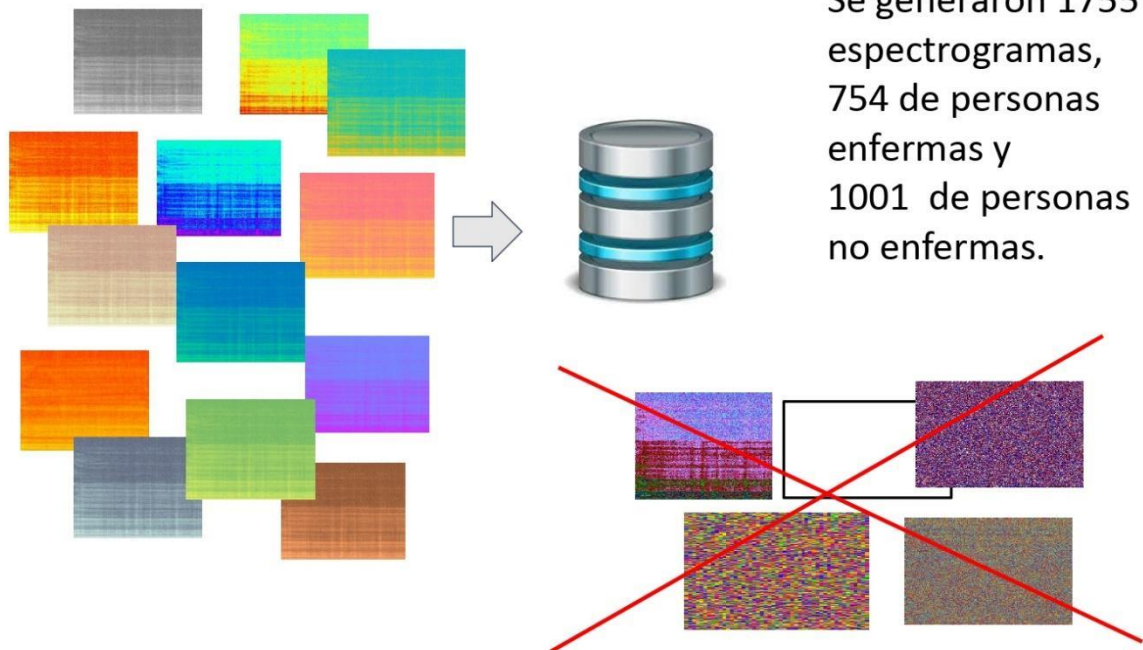 Se generaron 1755
espectrogramas,
754 de personas
enfermas y
1001 de personas
no enfermas.